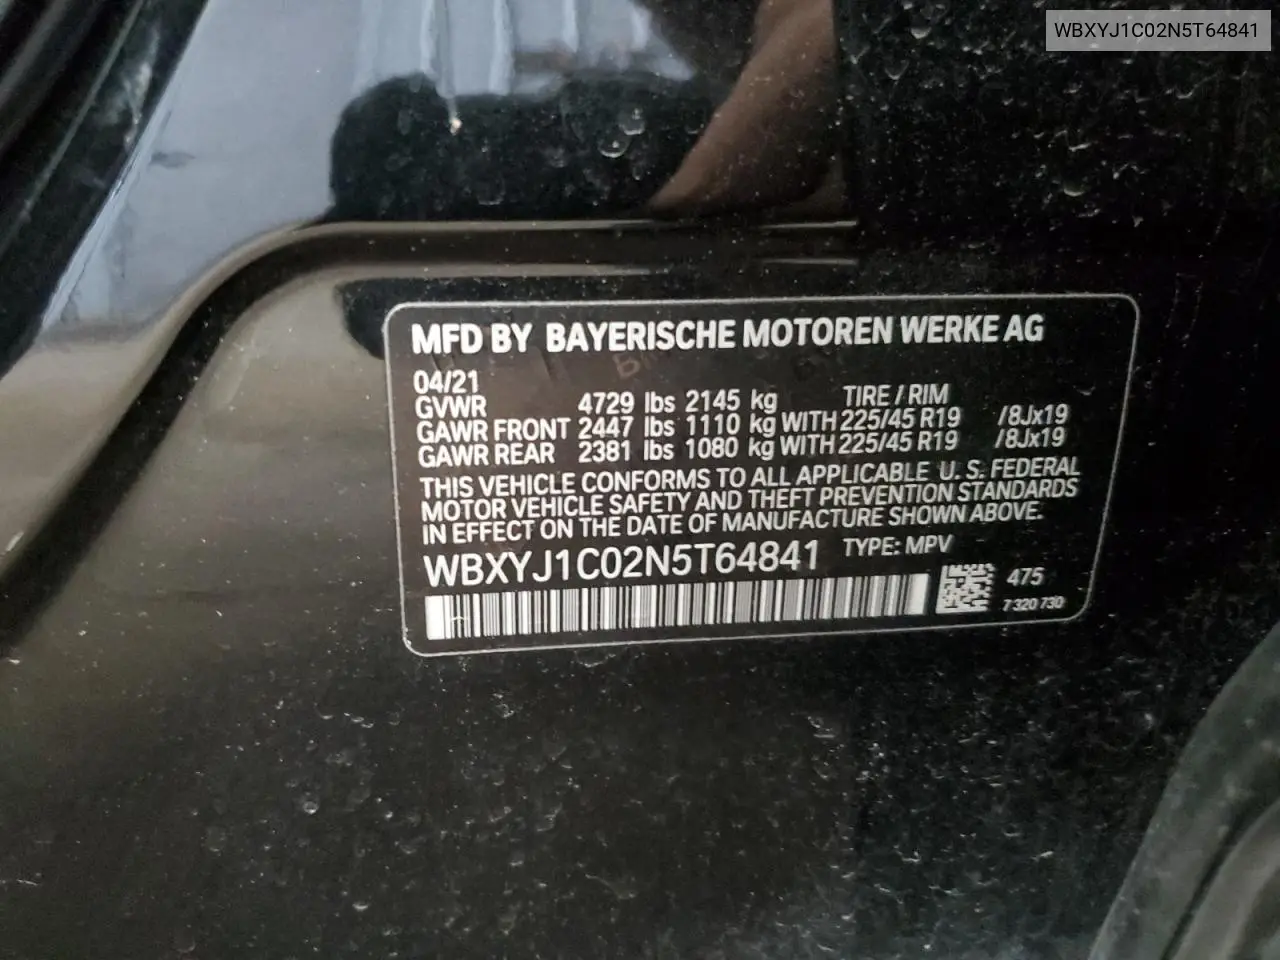 WBXYJ1C02N5T64841
MFD BY BAYERISCHE MOTOREN WERKE AG
04/21
GVWR 4729 lbs 2145 kg TIRE / RIM
GAWR FRONT 2447 lbs 1110 kg WITH 225/45 R19 /8Jx19
GAWR REAR 2381 lbs 1080 kg WITH 225/45 R19 /8Jx19
THIS VEHICLE CONFORMS TO ALL APPLICABLE U. S. FEDERAL
MOTOR VEHICLE SAFETY AND THEFT PREVENTION STANDARDS
IN EFFECT ON THE DATE OF MANUFACTURE SHOWN ABOVE.
WBXYJ1C02N5T64841 TYPE: MPV
475
7 320 730